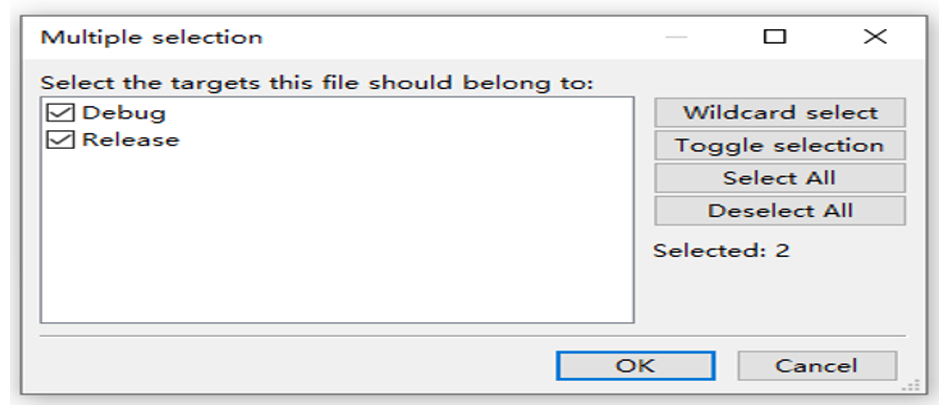 Multiple selection
Select the targets this file should belong to:
Debug
Release
Wildcard select
Toggle selection
Select All
Deselect All
Selected: 2
OK
Cancel